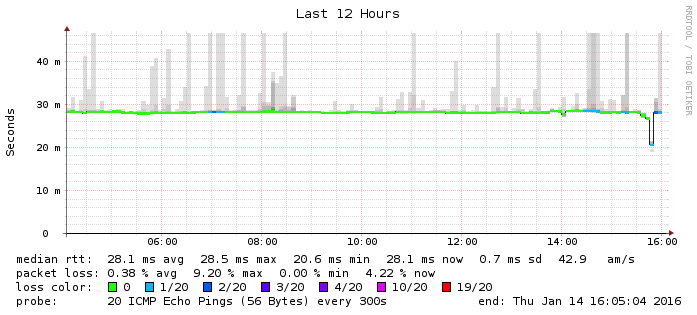 Last 12 Hours
RRDTOOL / TOBI OETIKER
Seconds
40 m
30 m
20 m
10 m
0
06:00 08:00 10:00 12:00 14:00 16:00
median rtt: 28.1 ms avg 28.5 ms max 20.6 ms min 28.1 ms now 0.7 ms sd 42.9 am/s
packet loss: 0.38 % avg 9.20 % max 0.00 % min 4.22 % now
loss color: 0 1/20 2/20 3/20 4/20 10/20 19/20
probe: 20 ICMP Echo Pings (56 Bytes) every 300s end: Thu Jan 14 16:05:04 2016